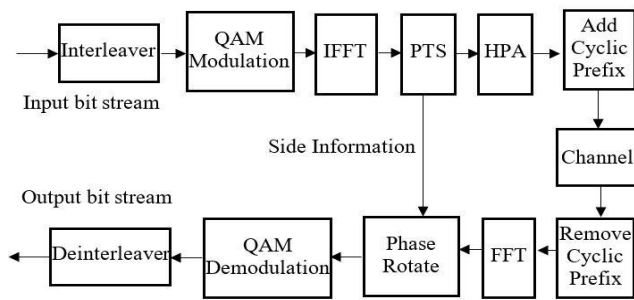 Interleaver
QAM
Modulation
IFFT
PTS
HPA
Add
Cyclic
Prefix
Input bit stream
Side Information
Channel
Output bit stream
Deinterleaver
QAM
Demodulation
Phase
Rotate
FFT
Remove
Cyclic
Prefix